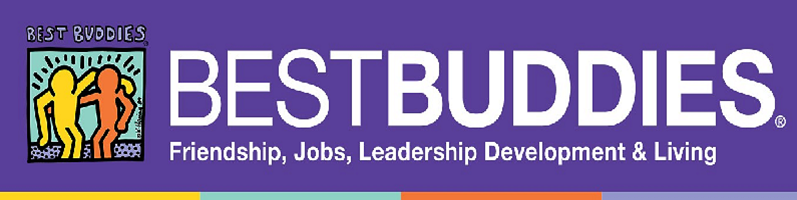 BEST BUDDIES
BESTBUDDIES®
Friendship, Jobs, Leadership Development & Living